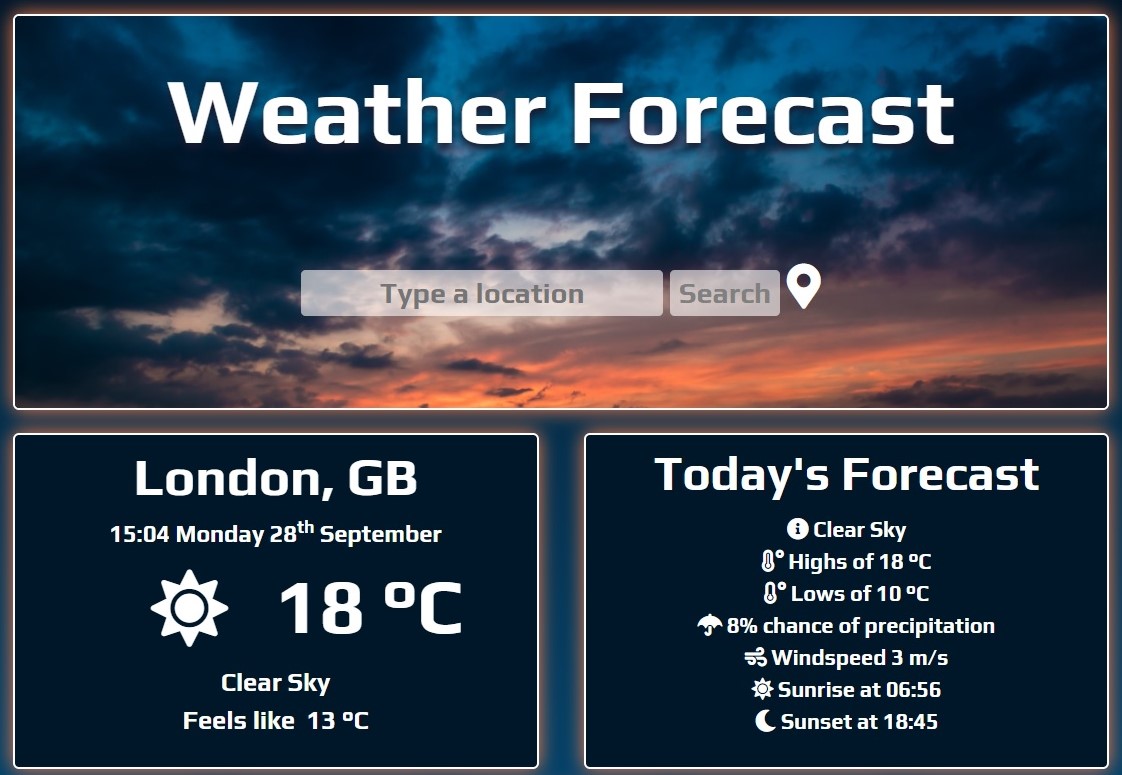 Weather Forecast
Type a location
Search
London, GB
15:04 Monday 28th September
18 ºC
Clear Sky
Feels like 13 ºC
Today's Forecast
Clear Sky
Highs of 18 ºC
Lows of 10 ºC
8% chance of precipitation
Windspeed 3 m/s
Sunrise at 06:56
Sunset at 18:45